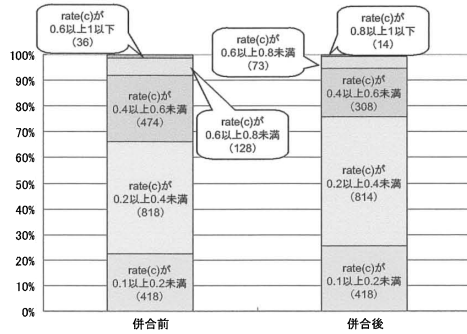 rate(c)が
0.6以上1以下
(36)
rate(c)が
0.6以上0.8未満
(73)
rate(c)が
0.8以上1以下
(14)
100%
90%
80%
70%
60%
50%
40%
30%
20%
10%
0%
rate(c)が
0.4以上0.6未満
(474)
rate(c)が
0.6以上0.8未満
(128)
rate(c)が
0.2以上0.4未満
(818)
rate(c)が
0.1以上0.2未満
(418)
rate(c)が
0.4以上0.6未満
(308)
rate(c)が
0.2以上0.4未満
(814)
rate(c)が
0.1以上0.2未満
(418)
併合前
併合後